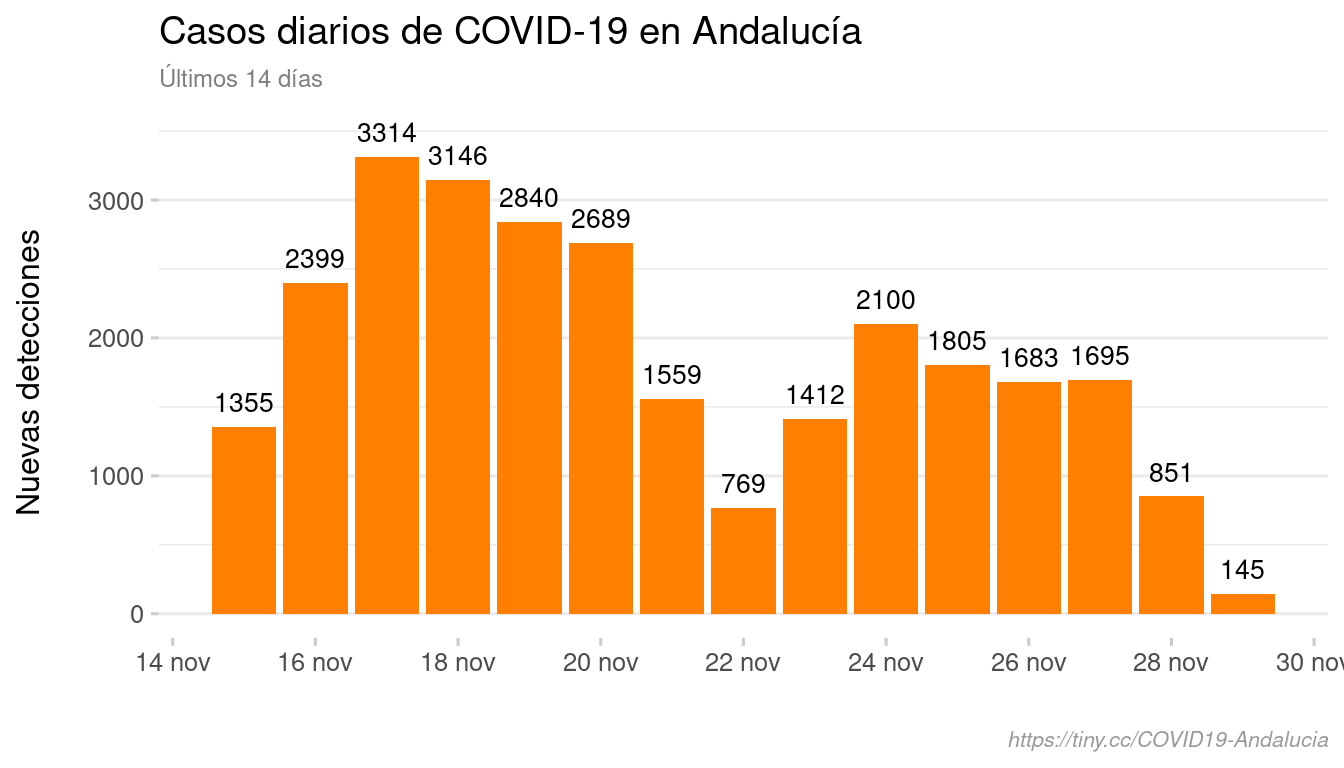 Casos diarios de COVID-19 en Andalucía
Últimos 14 días
Nuevas detecciones
3000
2000
1000
0
1355
2399
3314
3146
2840
2689
1559
769
1412
2100
1805
1683
1695
851
145
14 nov
16 nov
18 nov
20 nov
22 nov
24 nov
26 nov
28 nov
30 nov
https://tiny.cc/COVID19-Andalucia